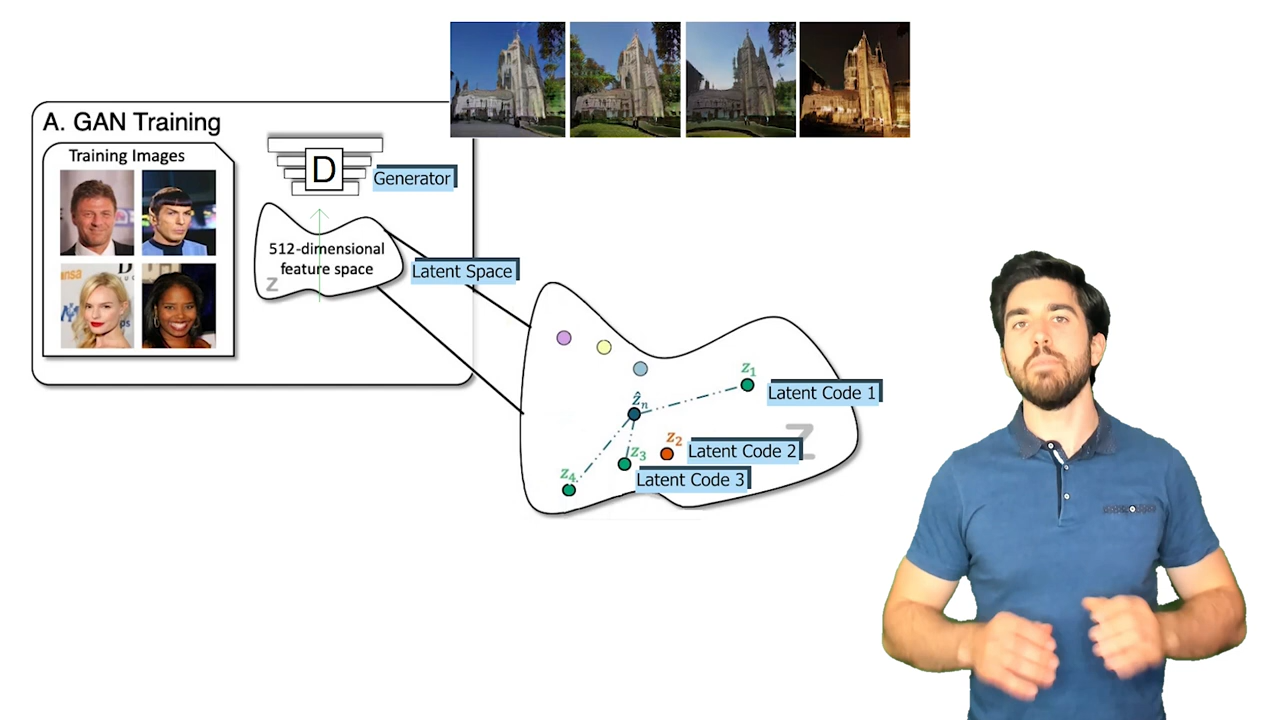 A. GAN Training
Training Images
D
Generator
512-dimensional
feature space
Z
Latent Space
z1
Latent Code 1
ẑn
z2
Latent Code 2
Z
z3
Latent Code 3
z4